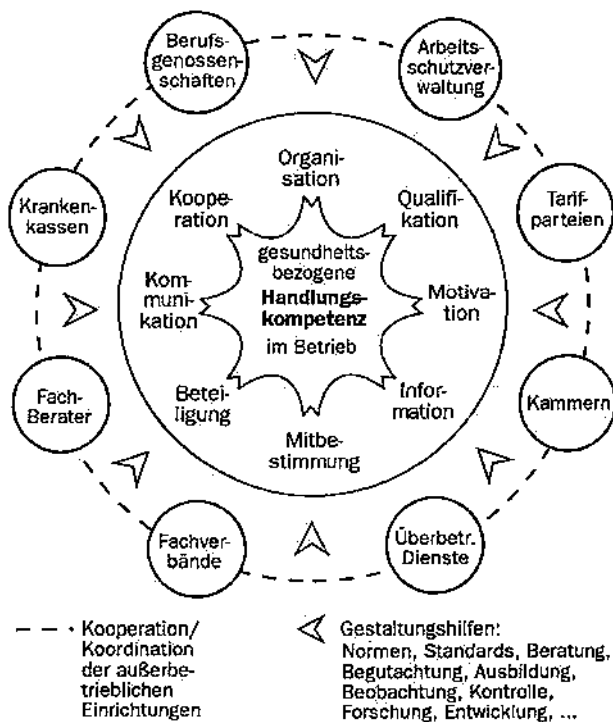 Berufs-
genossen-
schaften
Arbeits-
schutzver-
waltung
Kranken-
kassen
Tarif-
parteien
Organi-
sation
Koope-
ration
Qualifi-
kation
Kom-
muni-
kation
Motiva-
tion
gesundheits-
bezogene
Handlungs-
kompetenz
im Betrieb
Betei-
ligung
Infor-
mation
Mitbe-
stimmung
Fach-
Berater
Kammern
Fachver-
bände
Überbetr.
Dienste
Kooperation/
Koordination
der außerbe-
trieblichen
Einrichtungen
Gestaltungshilfen:
Normen, Standards, Beratung,
Begutachtung, Ausbildung,
Beobachtung, Kontrolle,
Forschung, Entwicklung, ...